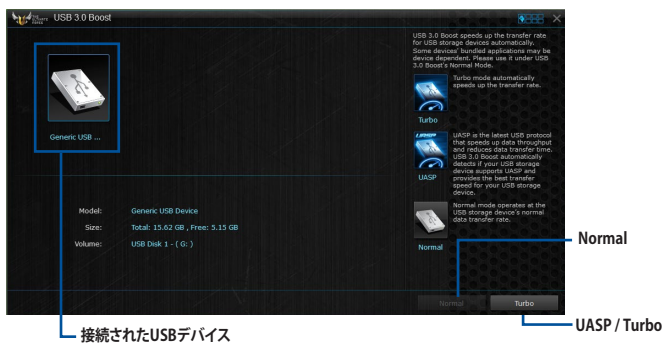 USB 3.0 Boost
USB 3.0 Boost speeds up the transfer rate
for USB storage devices automatically.
Some devices' bundled applications may be
device dependent. Please use it under USB
3.0 Boost's Normal Mode.
Generic USB ...
Turbo mode automatically
speeds up the transfer rate.
Turbo
UASP is the latest USB protocol
that speeds up data throughput
and reduces data transfer time.
USB 3.0 Boost automatically
detects if your USB storage
device supports UASP and
provides the best transfer
speed for your USB storage
device.
UASP
Normal mode operates at the
USB storage device's normal
data transfer rate.
Normal
Model: Generic USB Device
Size: Total: 15.62 GB , Free: 5.15 GB
Volume: USB Disk 1 - ( G: )
Normal
Normal
Turbo
UASP / Turbo
接続されたUSBデバイス